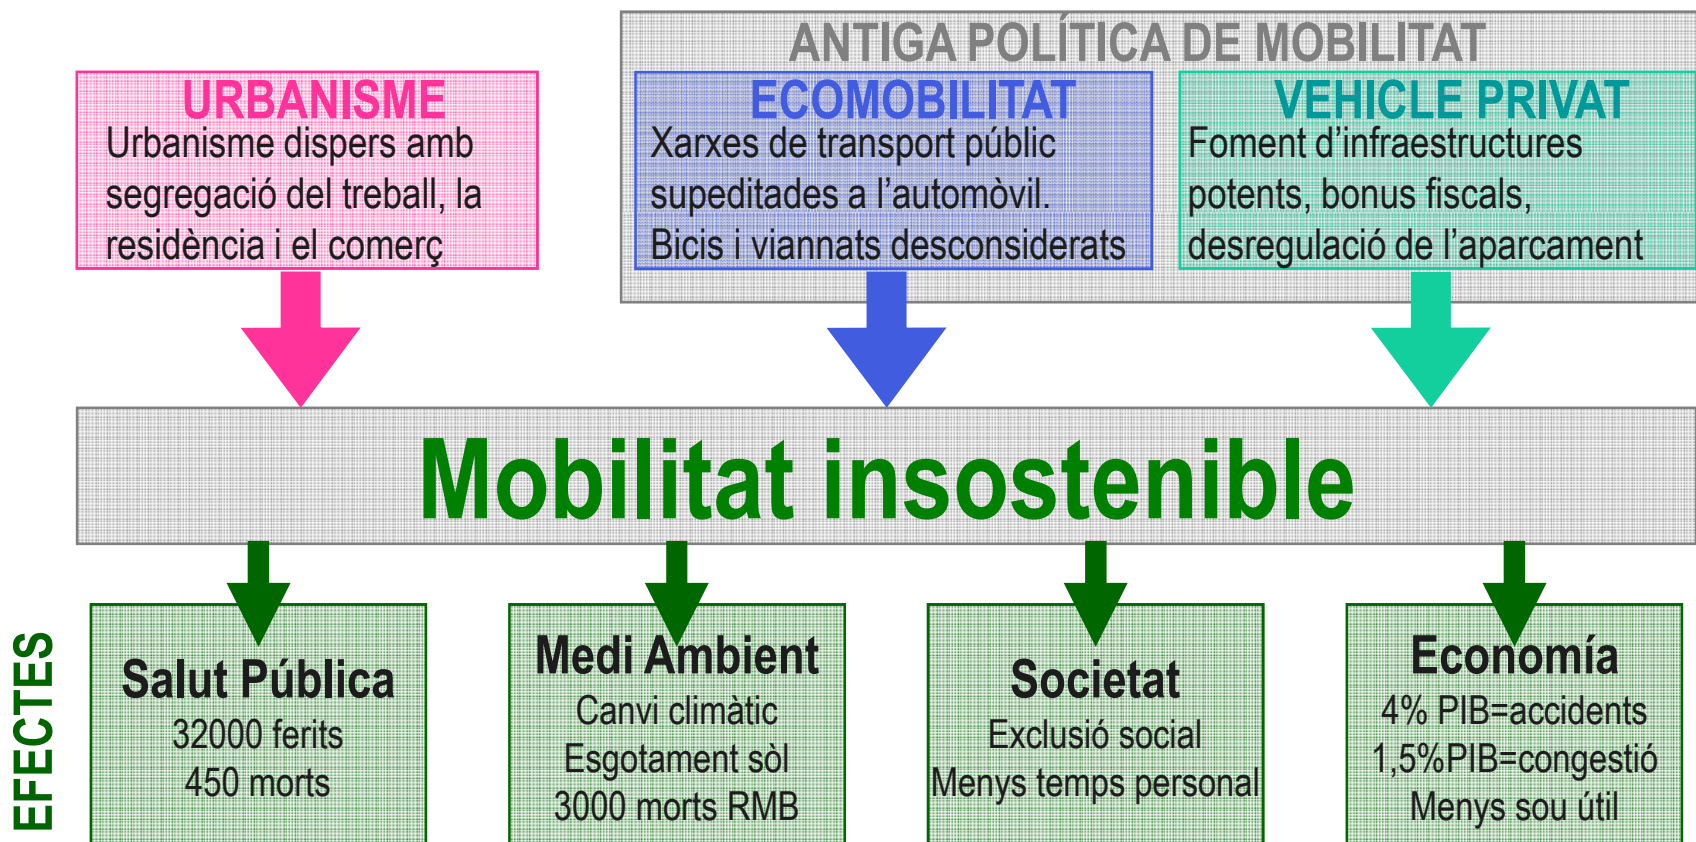 ANTIGA POLÍTICA DE MOBILITAT
URBANISME
Urbanisme dispers amb
segregació del treball, la
residència i el comerç
ECOMOBILITAT
Xarxes de transport públic
supeditades a l’automòvil.
Bicis i viannats desconsiderats
VEHICLE PRIVAT
Foment d’infraestructures
potents, bonus fiscals,
desregulació de l’aparcament
Mobilitat insostenible
EFECTES
Salut Pública
32000 ferits
450 morts
Medi Ambient
Canvi climàtic
Esgotament sòl
3000 morts RMB
Societat
Exclusió social
Menys temps personal
Economía
4% PIB=accidents
1,5%PIB=congestió
Menys sou útil